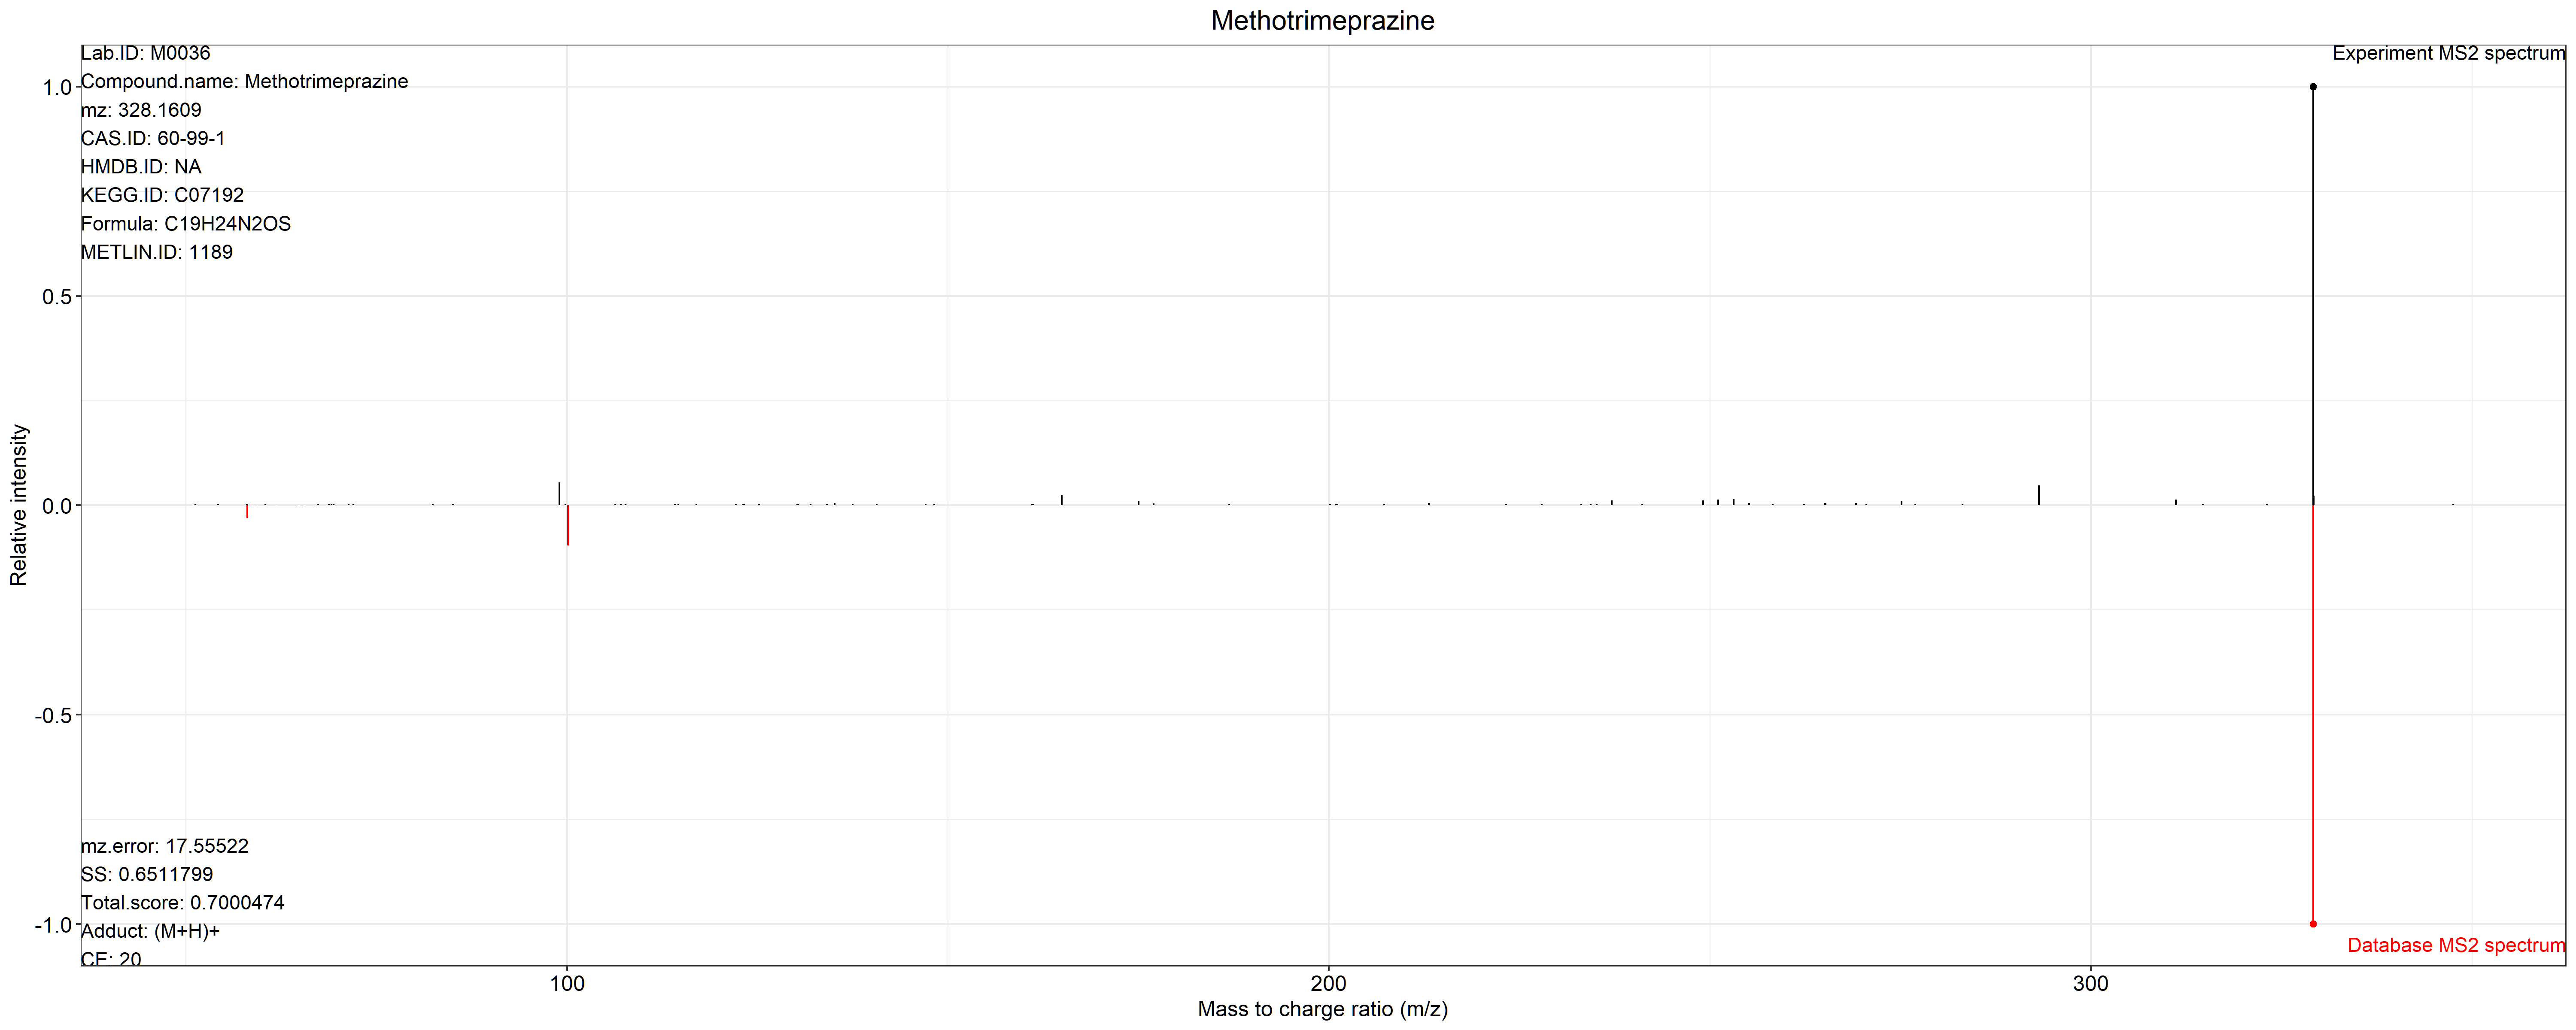 Methotrimeprazine
Lab.ID: M0036
Experiment MS2 spectrum
Compound.name: Methotrimeprazine
mz: 328.1609
CAS.ID: 60-99-1
HMDB.ID: NA
KEGG.ID: C07192
Formula: C19H24N2OS
METLIN.ID: 1189
1.0
0.5
0.0
-0.5
-1.0
Relative intensity
mz.error: 17.55522
SS: 0.6511799
Total.score: 0.7000474
Adduct: (M+H)+
CE: 20
Database MS2 spectrum
100
200
300
Mass to charge ratio (m/z)